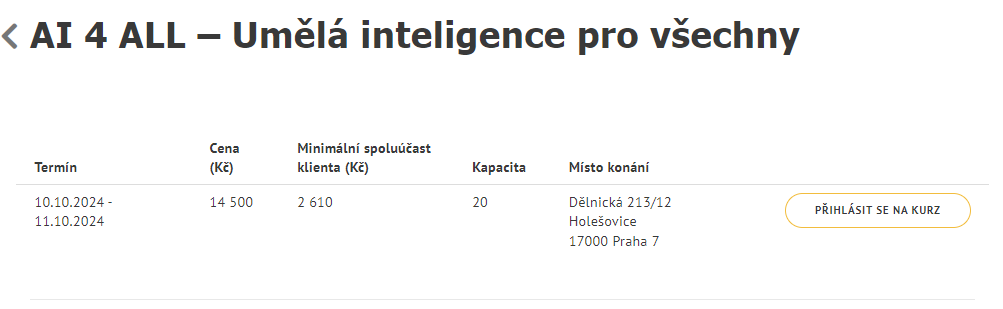 AI 4 ALL – Umělá inteligence pro všechny
Termín
Cena
(Kč)
Minimální spoluúčast
klienta (Kč)
Kapacita
Místo konání
10.10.2024 -
11.10.2024
14 500
2 610
20
Dělnická 213/12
Holešovice
17000 Praha 7
PŘIHLÁSIT SE NA KURZ